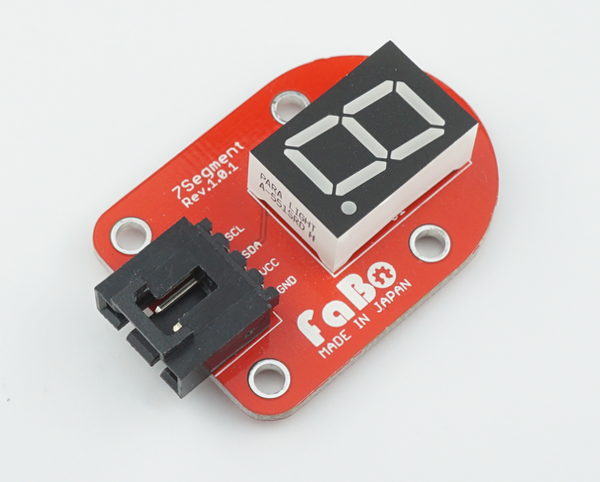 7Segment
Rev.1.0.1
PARA LIGHT
A-551SRD H
SCL
SDA
VCC
GND
FaBo
MADE IN JAPAN